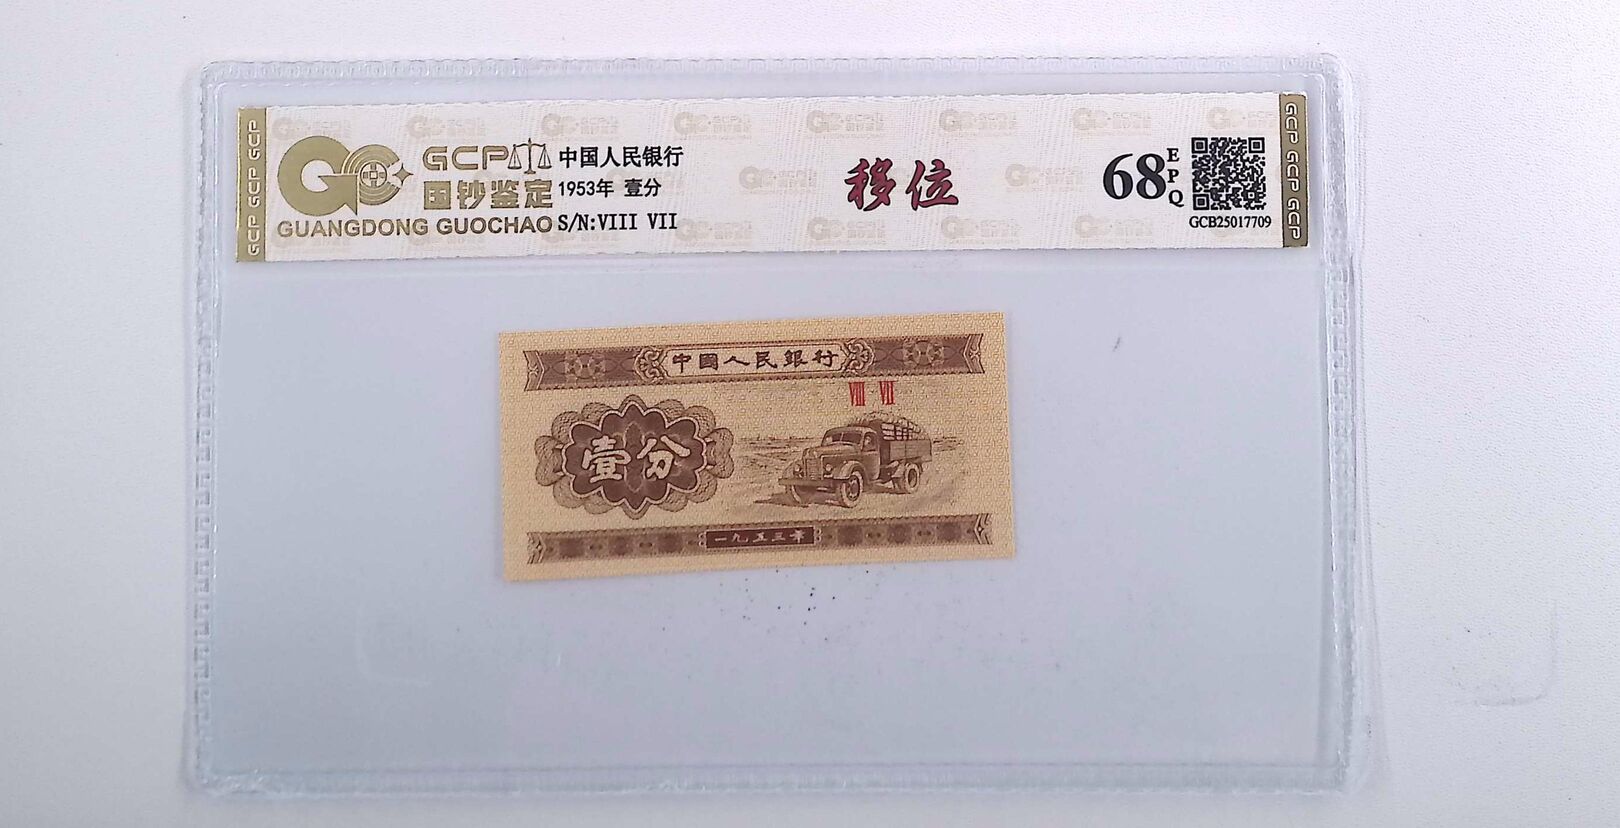 GCP 中国人民银行
国钞鉴定 1953年 壹分
GUANGDONG GUOCHAO S/N:VIII VII
移位
68 EPQ
GCB25017709
GCP GCP GCP
GCP GCP GCP
中國人民銀行
VIII VII
壹分
一九五三年